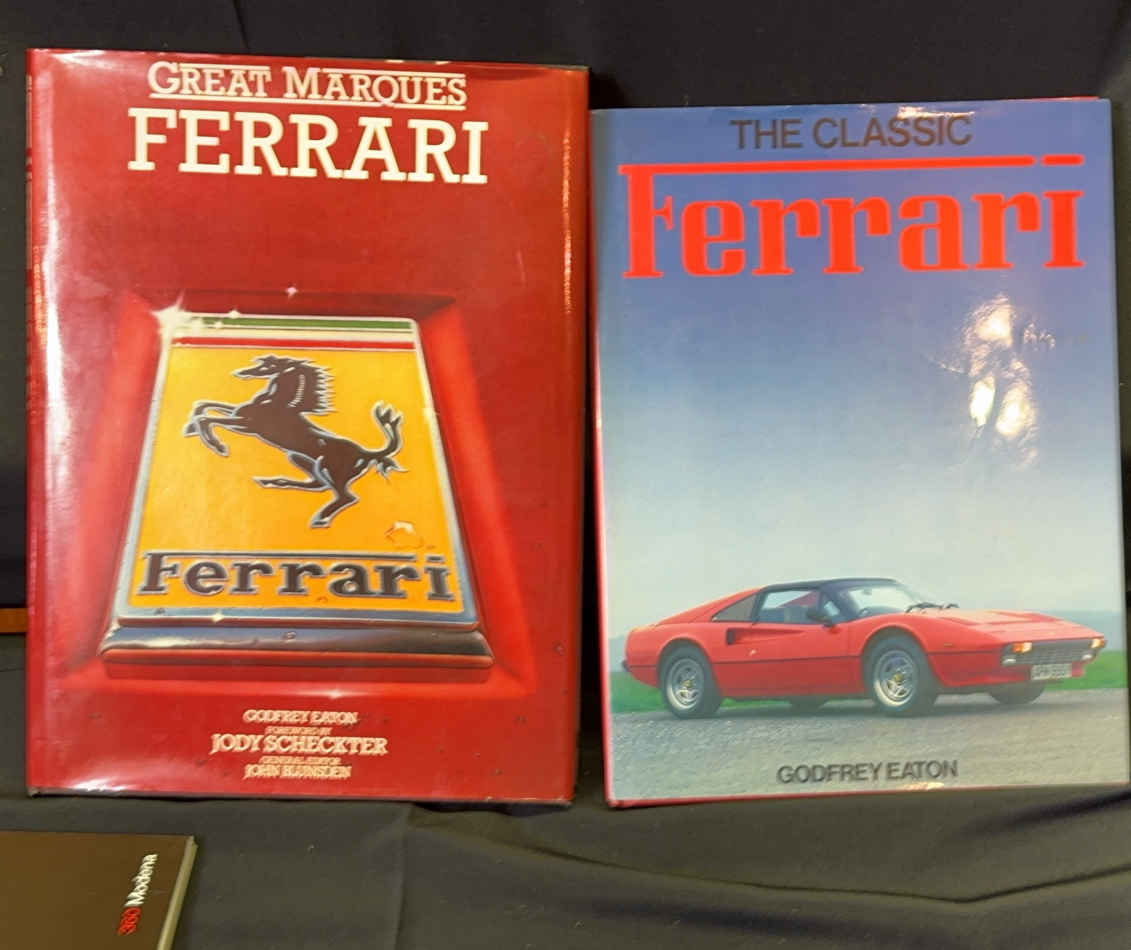 GREAT MARQUES
FERRARI
Ferrari
GODFREY EATON
FOREWORD BY
JODY SCHECKTER
GENERAL EDITOR
JOHN BLUNSDEN
THE CLASSIC
Ferrari
GODFREY EATON
360 Modena